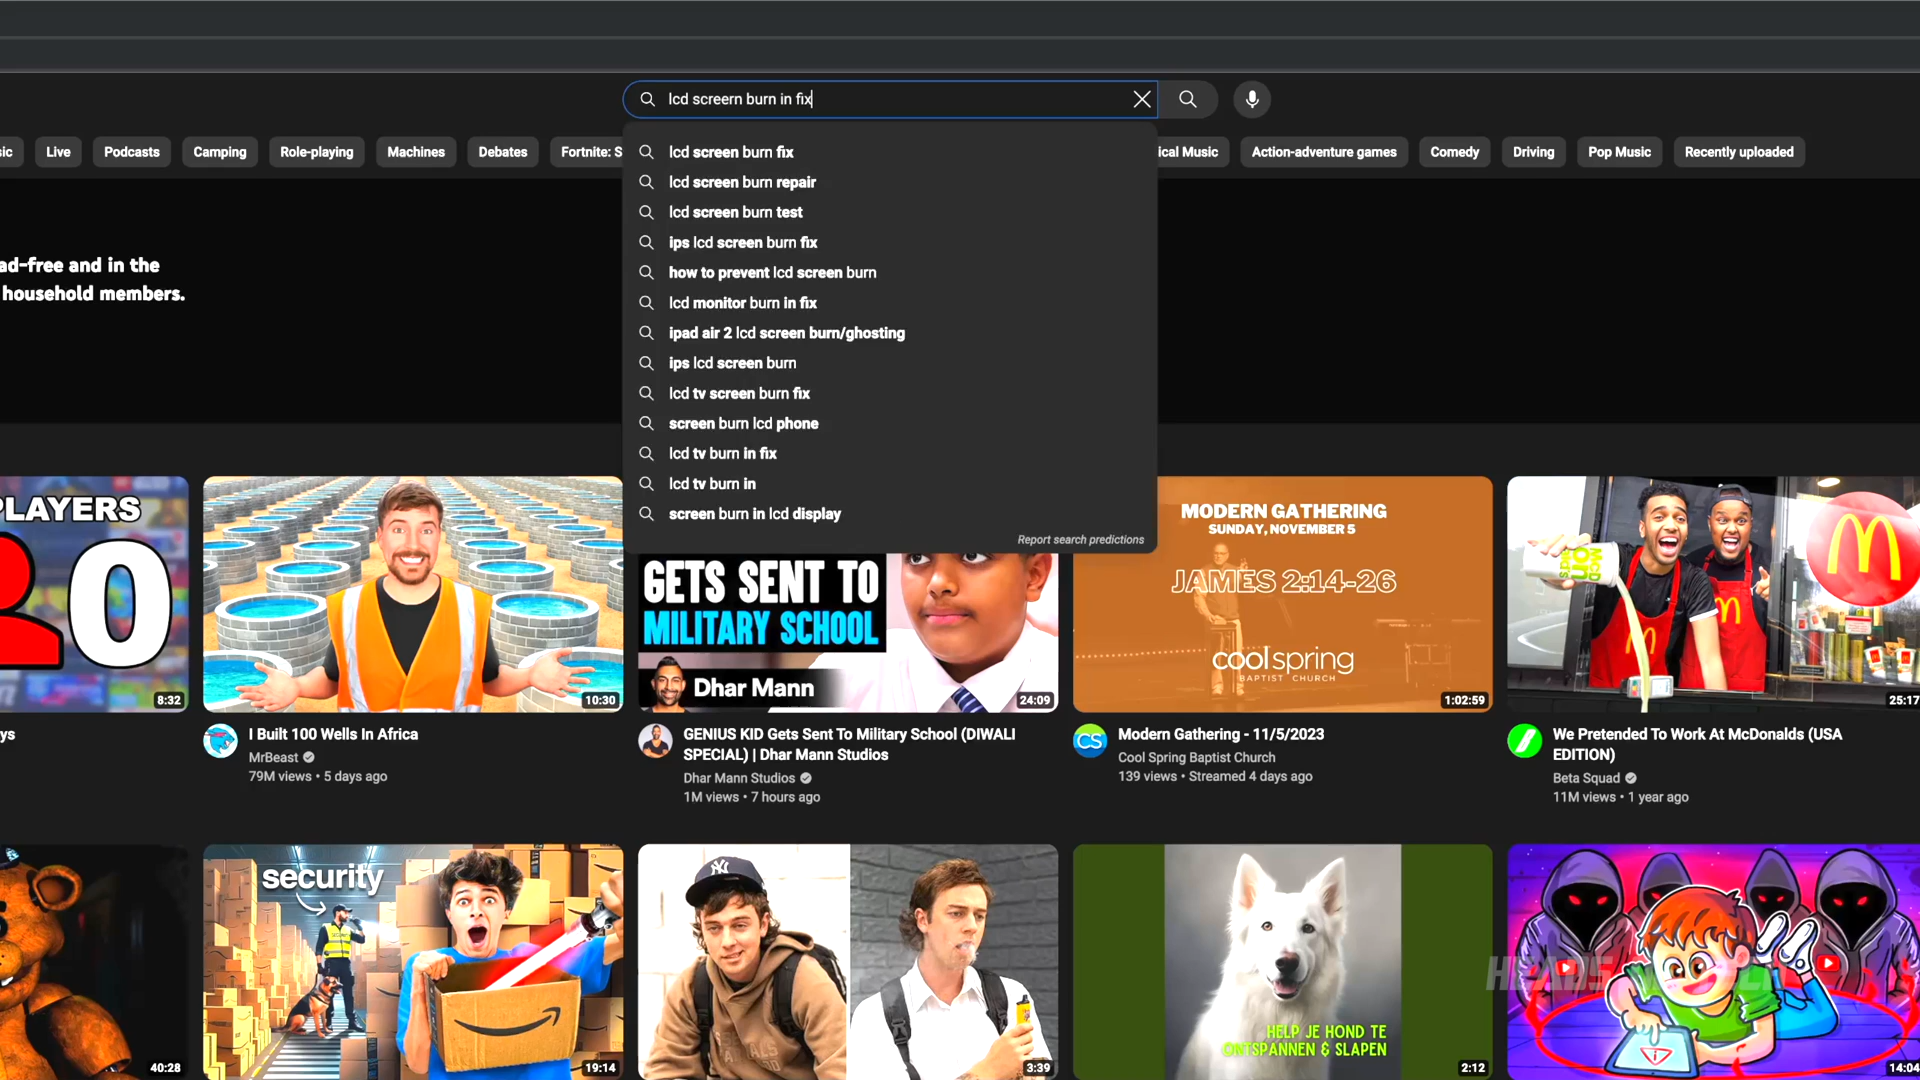 lcd screern burn in fix
sic
Live
Podcasts
Camping
Role-playing
Machines
Debates
Fortnite: S
ical Music
Action-adventure games
Comedy
Driving
Pop Music
Recently uploaded
lcd screen burn fix
lcd screen burn repair
lcd screen burn test
ips lcd screen burn fix
how to prevent lcd screen burn
lcd monitor burn in fix
ipad air 2 lcd screen burn/ghosting
ips lcd screen burn
lcd tv screen burn fix
screen burn lcd phone
lcd tv burn in fix
lcd tv burn in
screen burn in lcd display
Report search predictions
ad-free and in the
household members.
PLAYERS
0
8:32
10:30
GETS SENT TO
MILITARY SCHOOL
Dhar Mann
24:09
MODERN GATHERING
SUNDAY, NOVEMBER 5
JAMES 2:14-26
coolspring
BAPTIST CHURCH
1:02:59
25:17
ys
I Built 100 Wells In Africa
MrBeast
79M views • 5 days ago
GENIUS KID Gets Sent To Military School (DIWALI
SPECIAL) | Dhar Mann Studios
Dhar Mann Studios
1M views • 7 hours ago
CS
Modern Gathering - 11/5/2023
Cool Spring Baptist Church
139 views • Streamed 4 days ago
We Pretended To Work At McDonalds (USA
EDITION)
Beta Squad
11M views • 1 year ago
40:28
security
19:14
3:39
HELP JE HOND TE
ONTSPANNEN & SLAPEN
2:12
14:04